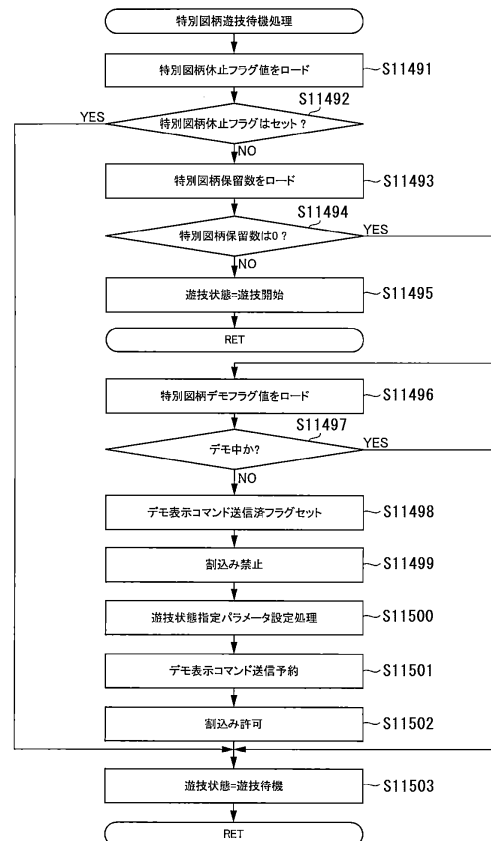 特別図柄遊技待機処理
特別図柄休止フラグ値をロード
S11491
S11492
YES
特別図柄休止フラグはセット?
NO
特別図柄保留数をロード
S11493
S11494
特別図柄保留数は0?
YES
NO
遊技状態=遊技開始
S11495
RET
特別図柄デモフラグ値をロード
S11496
S11497
デモ中か?
YES
NO
デモ表示コマンド送信済フラグセット
S11498
割込み禁止
S11499
遊技状態指定パラメータ設定処理
S11500
デモ表示コマンド送信予約
S11501
割込み許可
S11502
遊技状態=遊技待機
S11503
RET